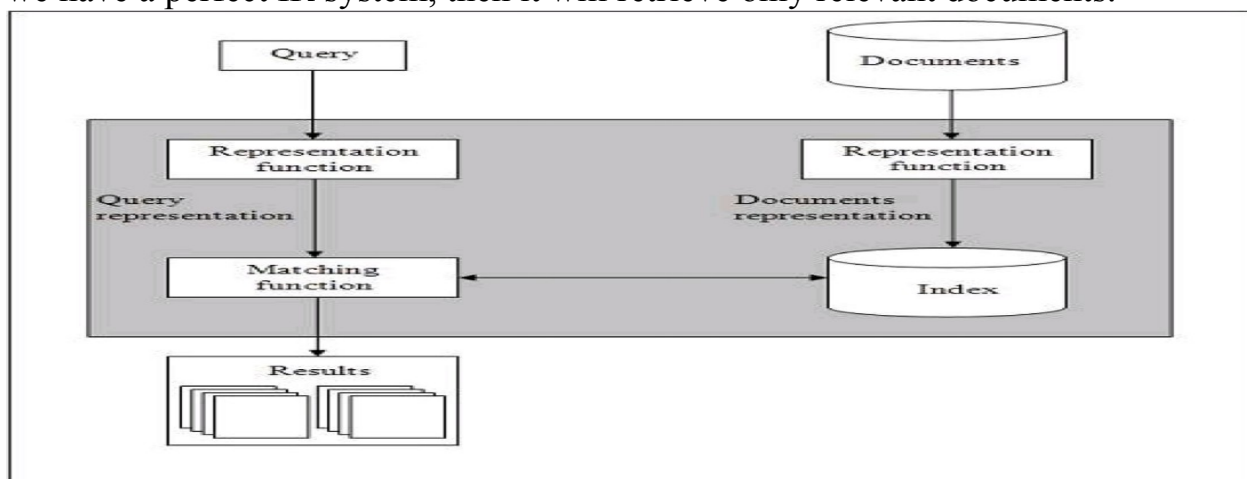 we have a perfect IR system, then it will retrieve only relevant documents.
Query
Documents
Representation
function
Representation
function
Query
representation
Documents
representation
Matching
function
Index
Results